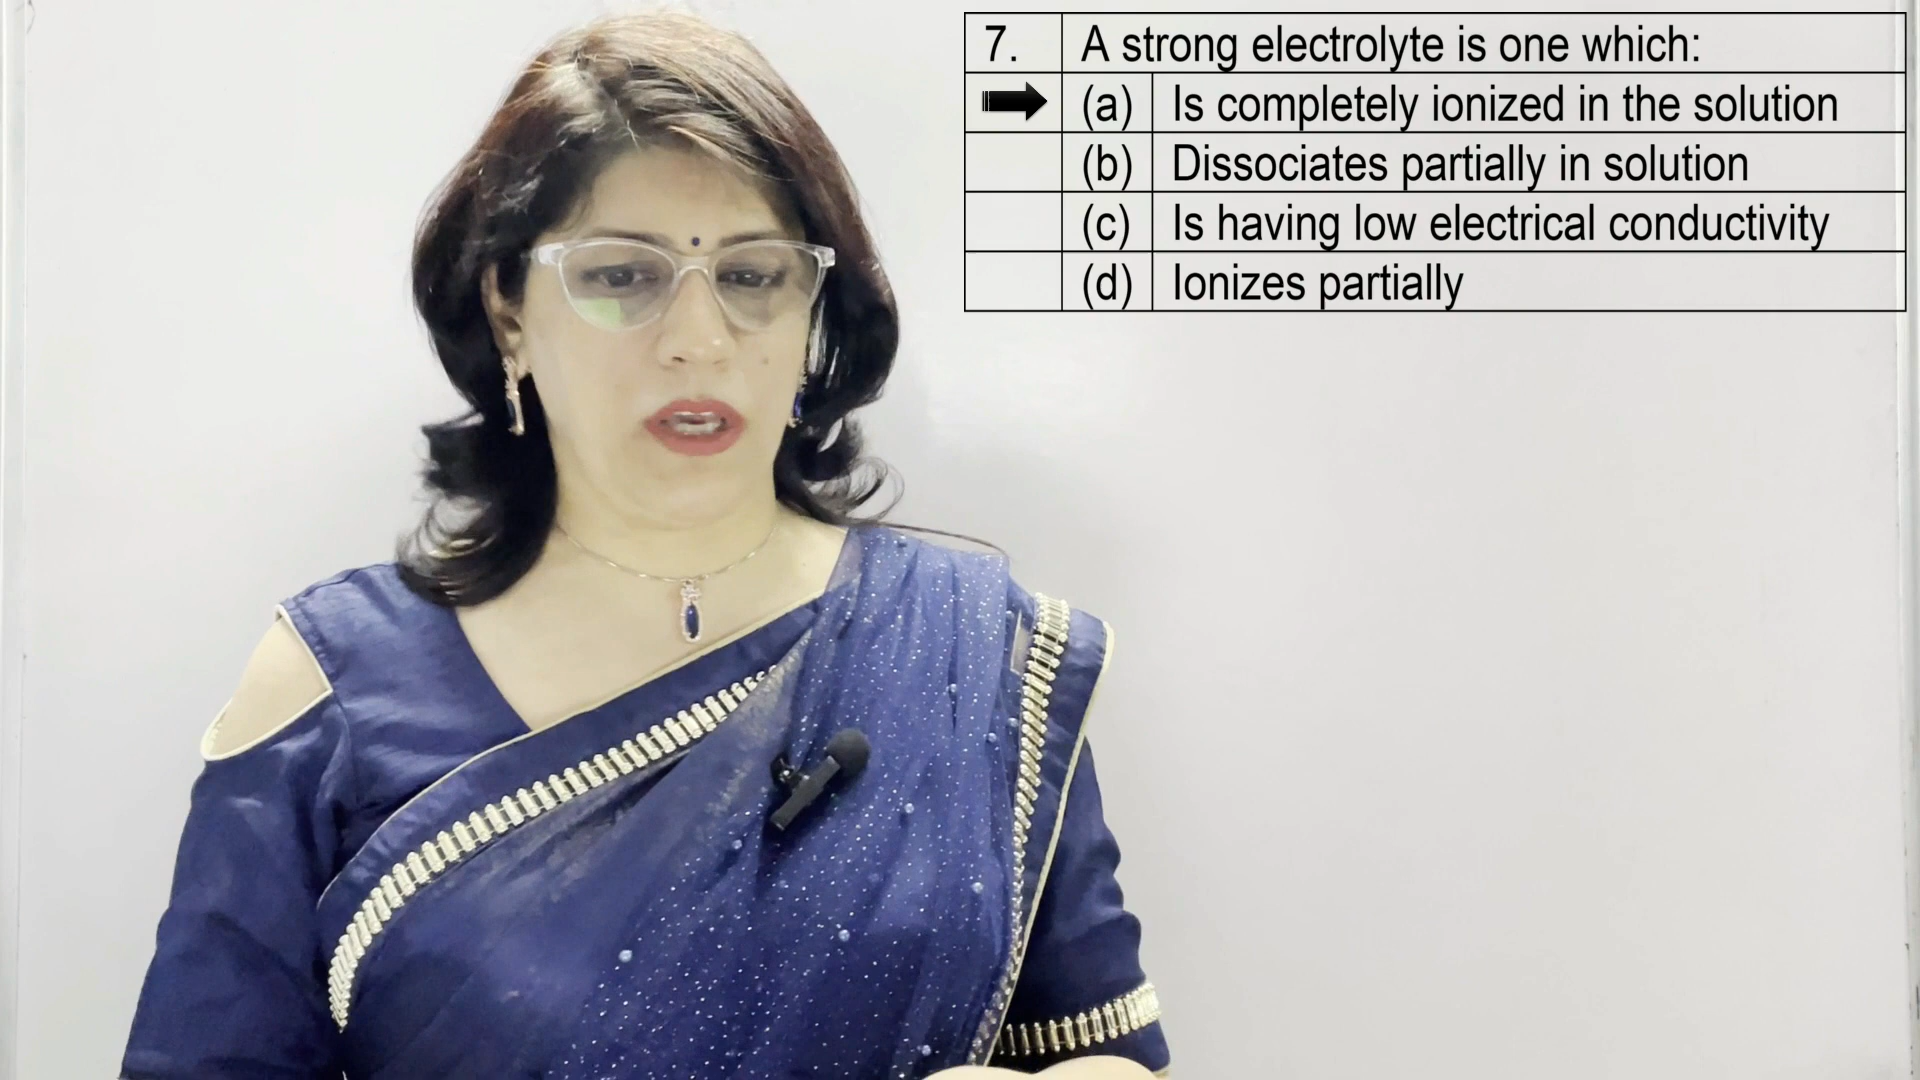 7. A strong electrolyte is one which:
(a) Is completely ionized in the solution
(b) Dissociates partially in solution
(c) Is having low electrical conductivity
(d) Ionizes partially